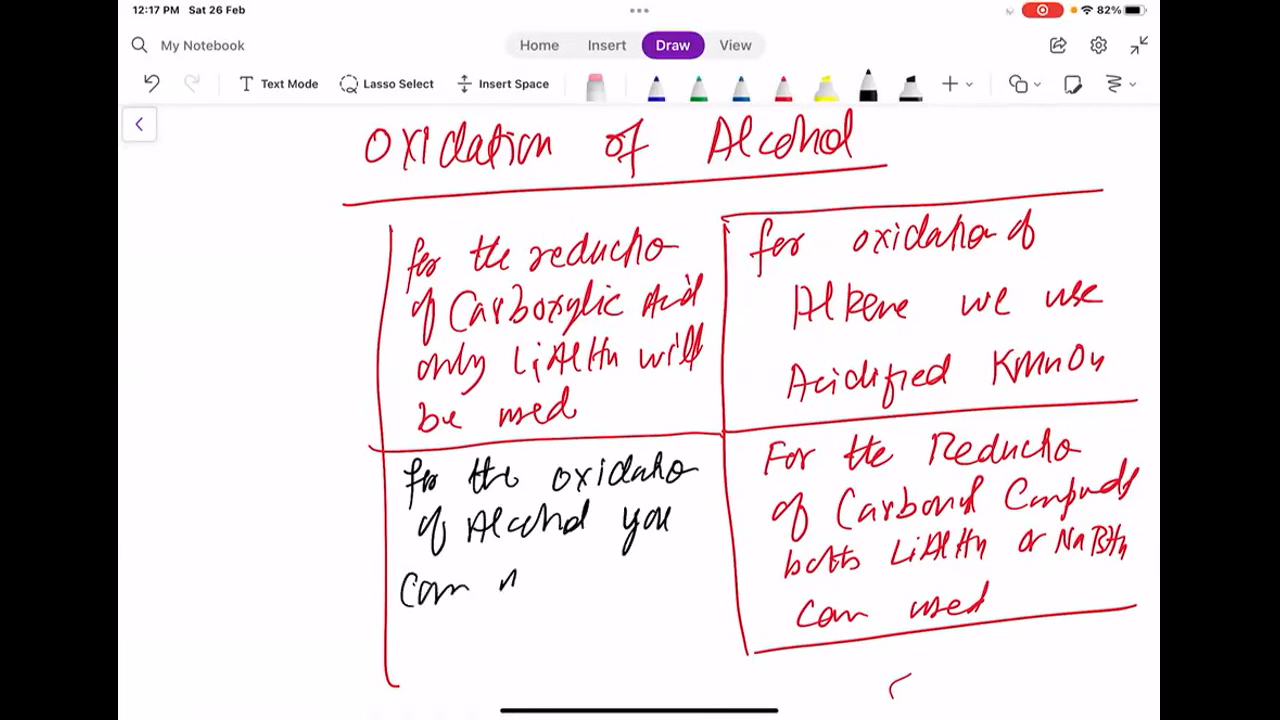 12:17 PM Sat 26 Feb
82%
My Notebook
Home Insert Draw View
Text Mode Lasso Select Insert Space
Oxidation of Alcohol
for the reductio
of Carboxylic Acid
only LiAlH4 will
be used
for oxidation of
Alkene we use
Acidified KMnO4
for the oxidatio
of Alcohol you
can
For the Reductio
of Carbonyl Compounds
both LiAlH4 or NaBH4
can used